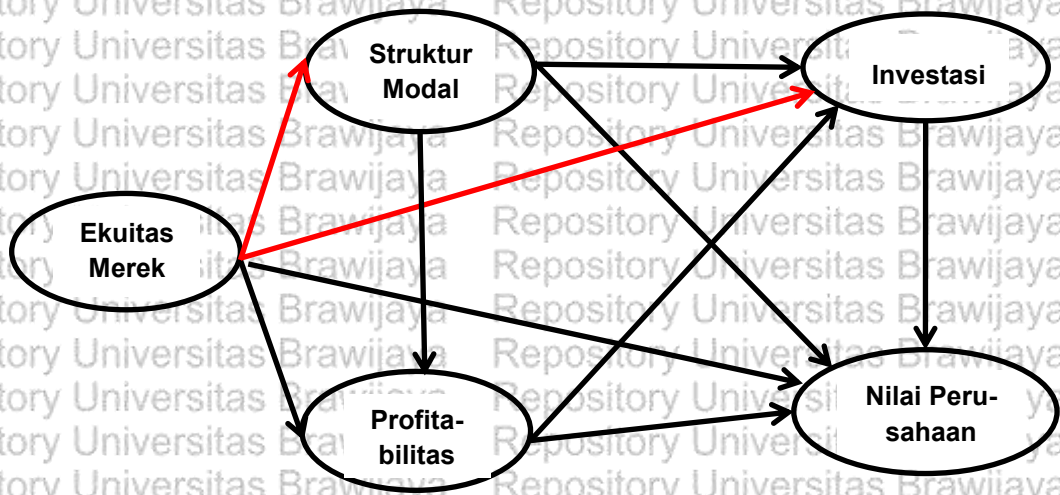 Struktur
Modal
Investasi
Ekuitas
Merek
Profita-
bilitas
Nilai Peru-
sahaan
Repository Universitas Brawijaya